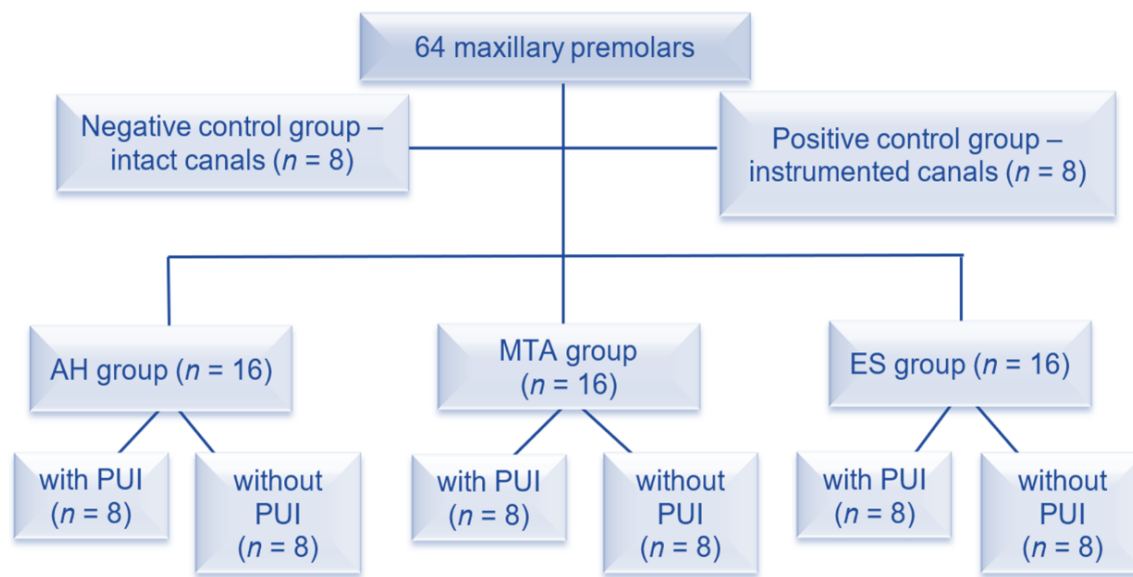 64 maxillary premolars
Negative control group –
intact canals (n = 8)
Positive control group –
instrumented canals (n = 8)
AH group (n = 16)
MTA group
(n = 16)
ES group (n = 16)
with PUI
(n = 8)
without
PUI
(n = 8)
with PUI
(n = 8)
without
PUI
(n = 8)
with PUI
(n = 8)
without
PUI
(n = 8)